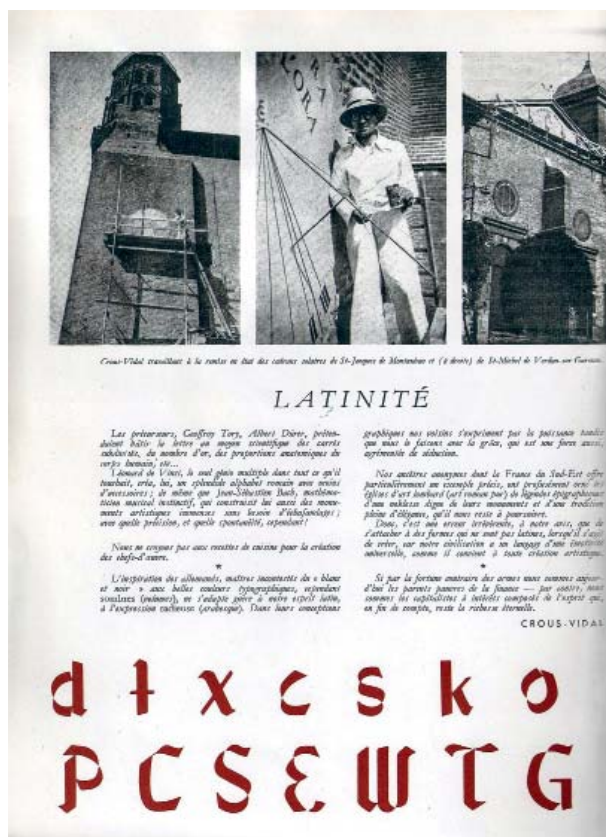 RA
L'ORA
Crous-Vidal travaillant à la remise en état des cadrans solaires de St-Jacques de Montauban et (à droite) de St-Michel de Verdun-sur-Garonne.
LATINITÉ
Les précurseurs, Geoffroy Tory, Albert Dürer, préten-
daient bâtir la lettre au moyen scientifique des carrés
subdivisés, du nombre d'or, des proportions anatomiques du
corps humain, etc...
Léonard de Vinci, le seul génie multiple dans tout ce qu'il
touchait, créa, lui, un splendide alphabet romain avec moins
d'accessoires ; de même que Jean-Sébastien Bach, mathéma-
ticien musical instinctif, qui construisit lui aussi des monu-
ments artistiques immenses sans besoin d'échafaudages ;
avec quelle précision, et quelle spontanéité, cependant !
Nous ne croyons pas aux recettes de cuisine pour la création
des chefs-d'œuvre.
L'inspiration des allemands, maîtres incontestés du « blanc
et noir » aux belles couleurs typographiques, cependant
sombres, ne s'adapte guère à notre esprit latin,
à l'expression (arabesque). Dans leurs conceptions
graphiques nos voisins s'expriment par la puissance tandis
que nous le faisons avec la grâce, qui est une force aussi,
agrémentée de séduction.
Nos ancêtres anonymes dont la France du Sud-Est offre
particulièrement un exemple précis, ont profusément orné les
églises d'art lombard (art roman pur) de légendes épigraphiques
d'une noblesse digne de leurs monuments et d'une tradition
pleine d'élégance, qu'il nous reste à poursuivre.
Donc, c'est une erreur irrévérente, à notre avis, que de
s'attacher à des formes qui ne sont pas latines, lorsqu'il s'agit
de créer, sur notre civilisation a un langage d'une
universelle, comme il convient à toute création artistique.
Si par la fortune contraire des armes nous sommes aujour-
d'hui les parents pauvres de la finance — par contre, nous
sommes les capitalistes à intérêts composés de l'esprit que,
en fin de compte, reste la richesse éternelle.
CROUS-VIDAL
d t x c s k o
P C S E W T G